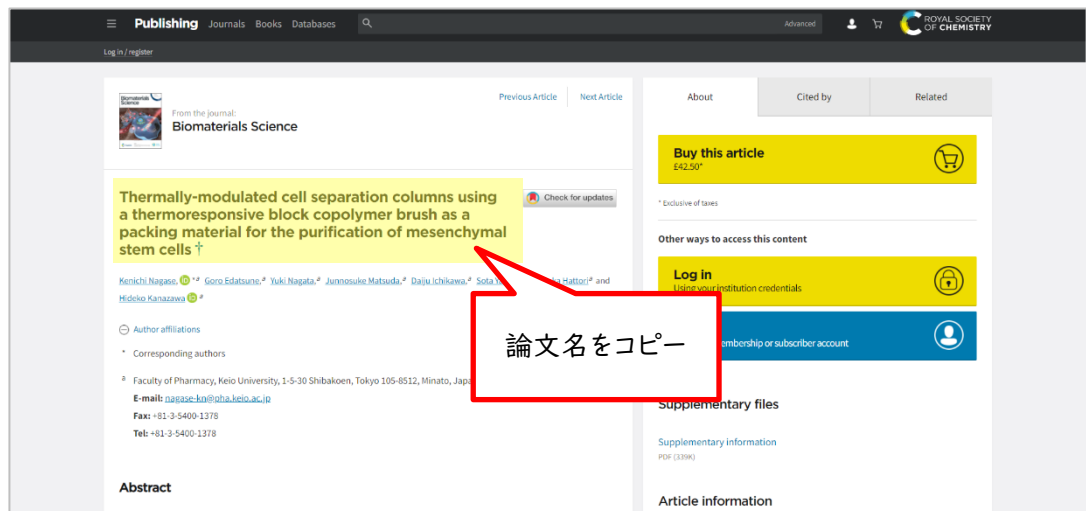 Publishing Journals Books Databases
Advanced
ROYAL SOCIETY
OF CHEMISTRY
Log in / register
Previous Article
Next Article
From the journal:
Biomaterials Science
Thermally-modulated cell separation columns using
a thermoresponsive block copolymer brush as a
packing material for the purification of mesenchymal
stem cells †
Check for updates
Kenichi Nagase, *a Goro Edatsune,a Yuki Nagata,a Junnosuke Matsuda,a Daiju Ichikawa,a Sota Hattoria and
Hideko Kanazawa a
Author affiliations
* Corresponding authors
a Faculty of Pharmacy, Keio University, 1-5-30 Shibakoen, Tokyo 105-8512, Minato,
E-mail: nagase-kn@pha.keio.ac.jp
Fax: +81-3-5400-1378
Tel: +81-3-5400-1378
Abstract
論文名をコピー
About
Cited by
Related
Buy this article
£42.50*
* Exclusive of taxes
Other ways to access this content
Log in
Using your institution credentials
or subscriber account
Supplementary files
Supplementary information
PDF (339K)
Article information